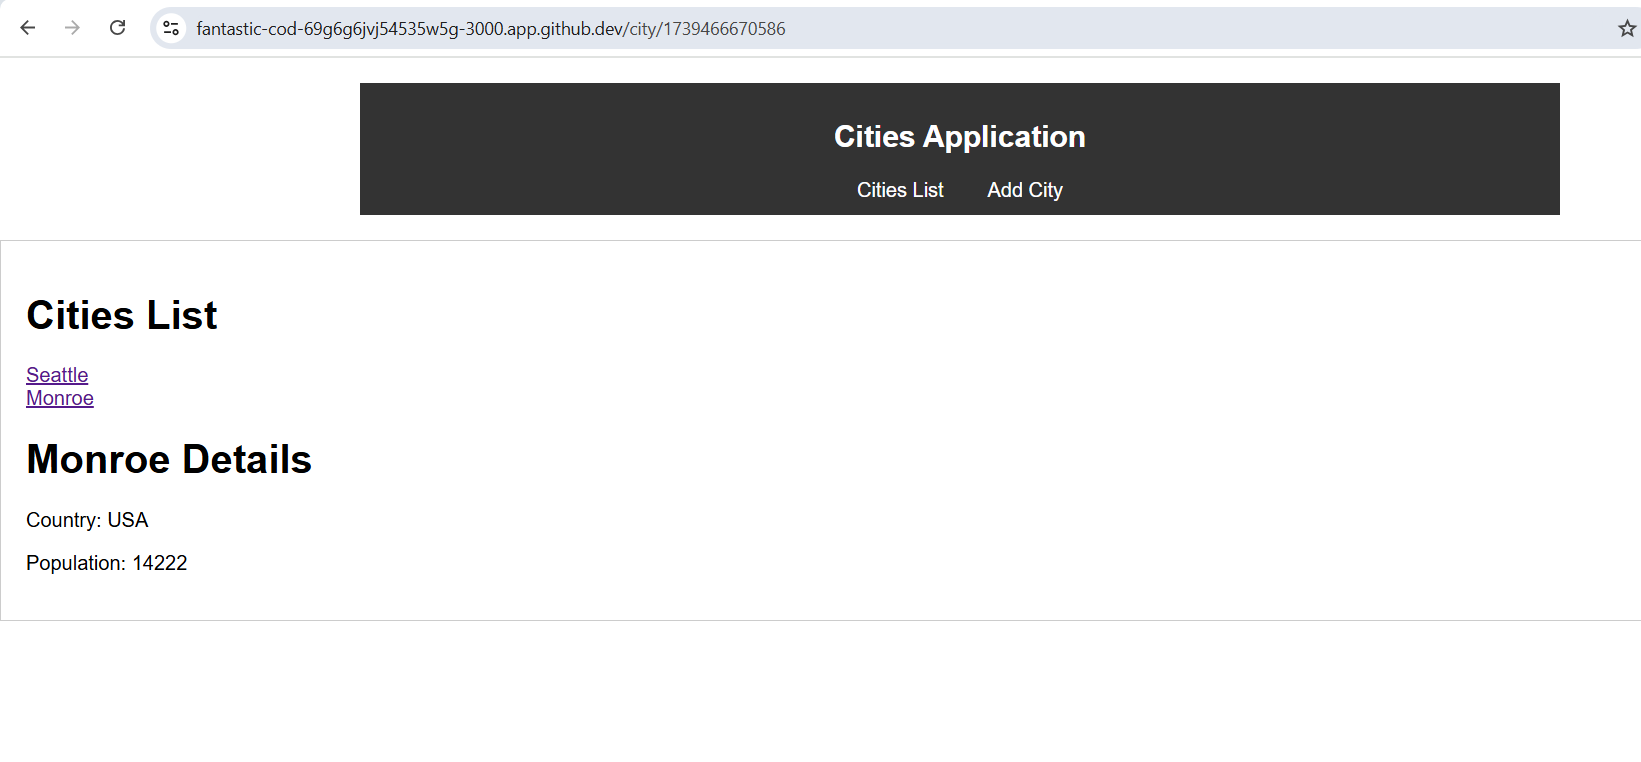 fantastic-cod-69g6g6jvj54535w5g-3000.app.github.dev/city/1739466670586
Cities Application
Cities List Add City
Cities List
Seattle
Monroe
Monroe Details
Country: USA
Population: 14222